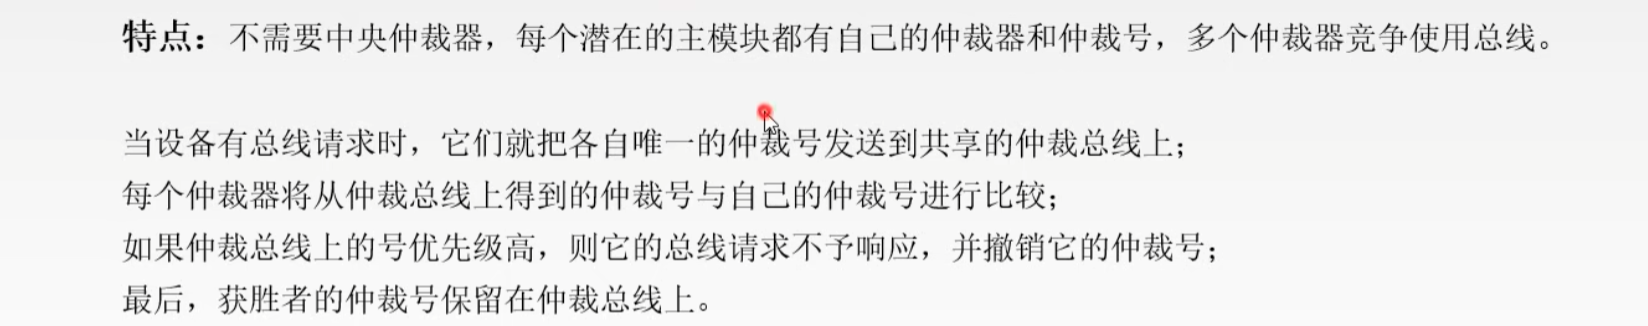 特点：不需要中央仲裁器，每个潜在的主模块都有自己的仲裁器和仲裁号，多个仲裁器竞争使用总线。
当设备有总线请求时，它们就把各自唯一的仲裁号发送到共享的仲裁总线上；
每个仲裁器将从仲裁总线上得到的仲裁号与自己的仲裁号进行比较；
如果仲裁总线上的号优先级高，则它的总线请求不予响应，并撤销它的仲裁号；
最后，获胜者的仲裁号保留在仲裁总线上。